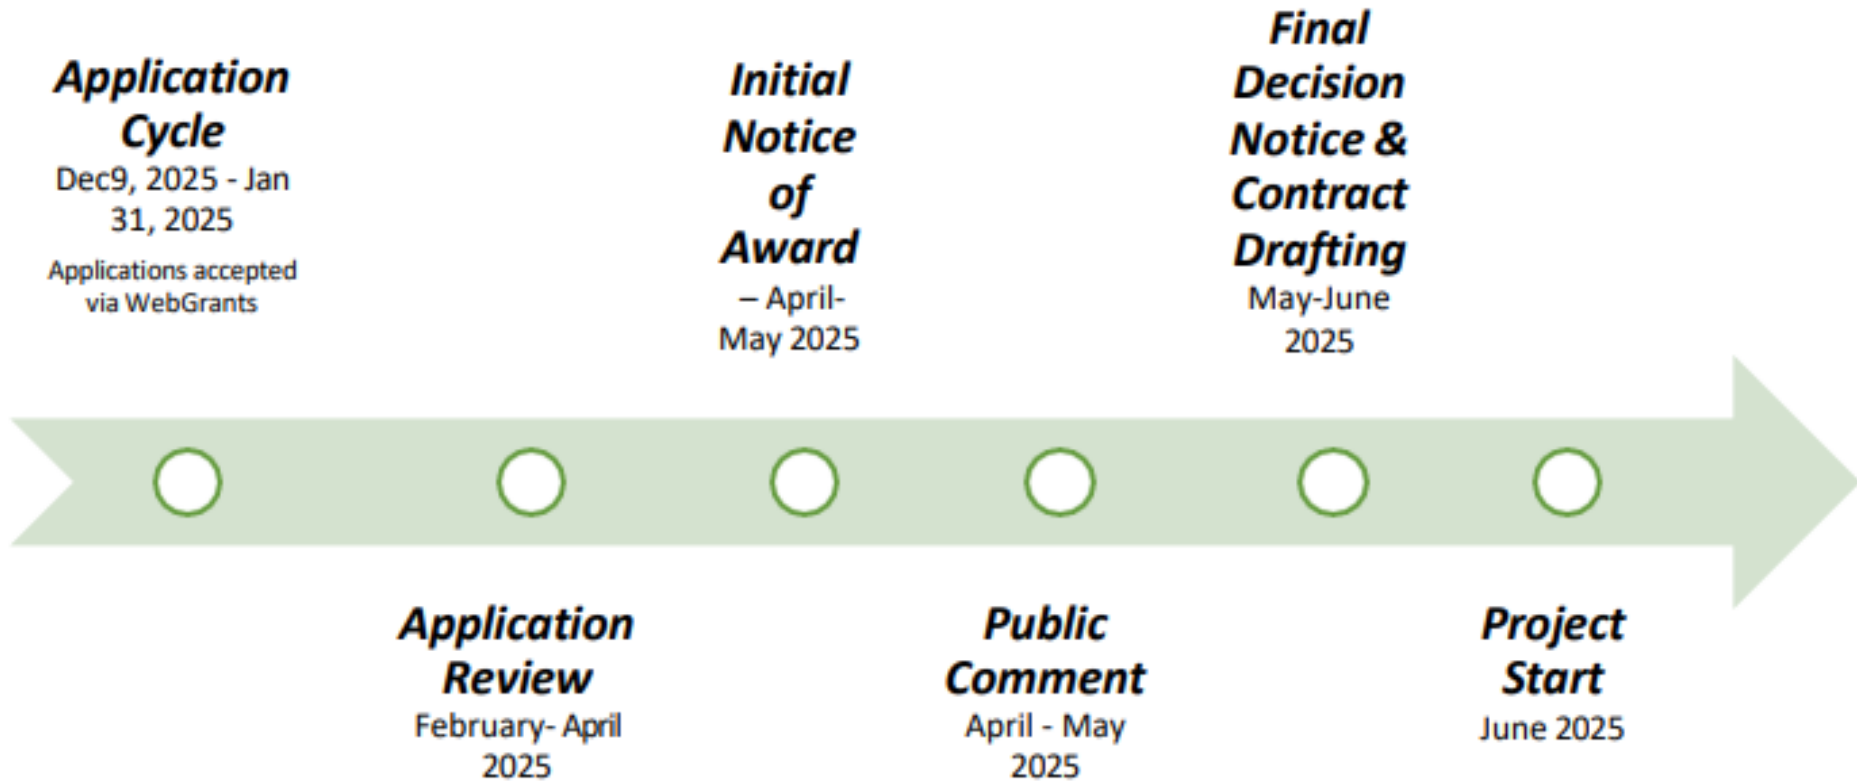 Application
Cycle
Dec9, 2025 - Jan
31, 2025
Applications accepted
via WebGrants
Application
Review
February- April
2025
Initial
Notice
of
Award
– April-
May 2025
Public
Comment
April - May
2025
Final
Decision
Notice &
Contract
Drafting
May-June
2025
Project
Start
June 2025